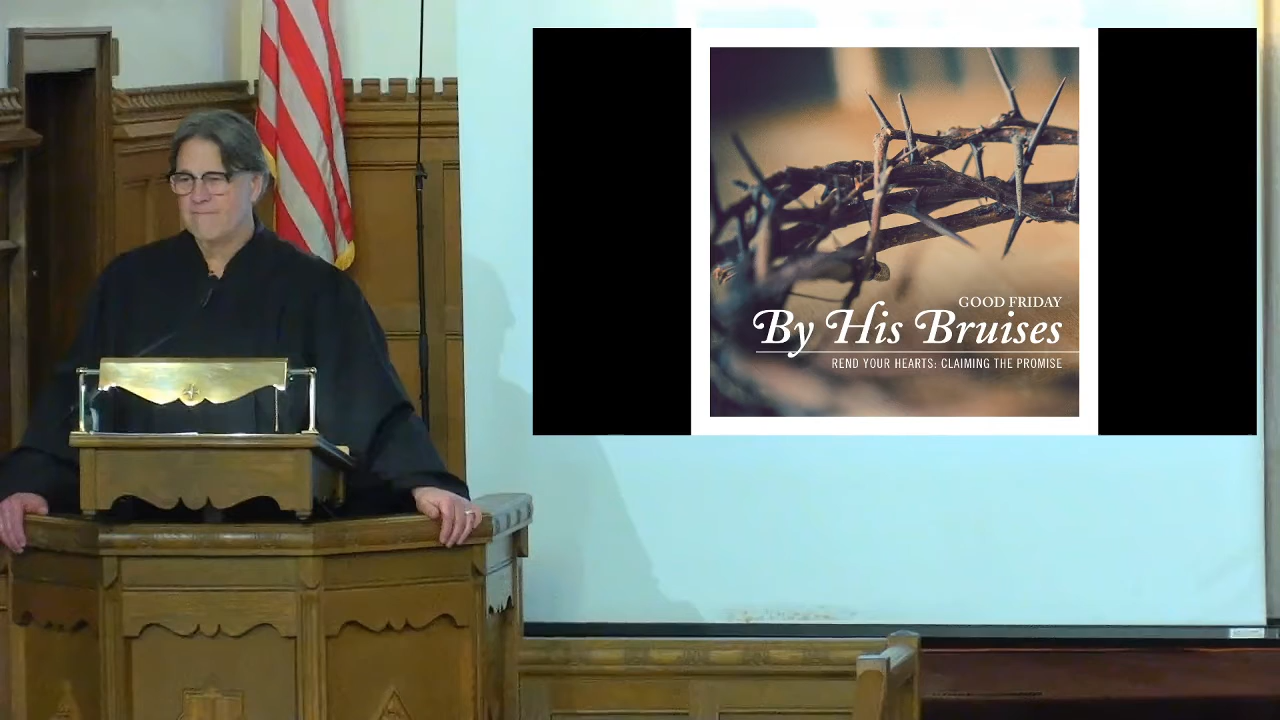 GOOD FRIDAY
By His Bruises
REND YOUR HEARTS: CLAIMING THE PROMISE